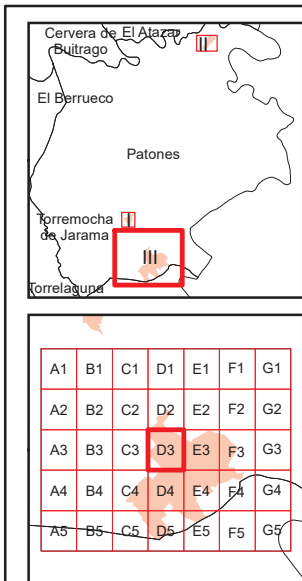 Cervera de El Atazar
Buitrago
II
El Berrueco
Patones
I
Torremocha
de Jarama
III
Torrelaguna
A1 B1 C1 D1 E1 F1 G1
A2 B2 C2 D2 E2 F2 G2
A3 B3 C3 D3 E3 F3 G3
A4 B4 C4 D4 E4 F4 G4
A5 B5 C5 D5 E5 F5 G5